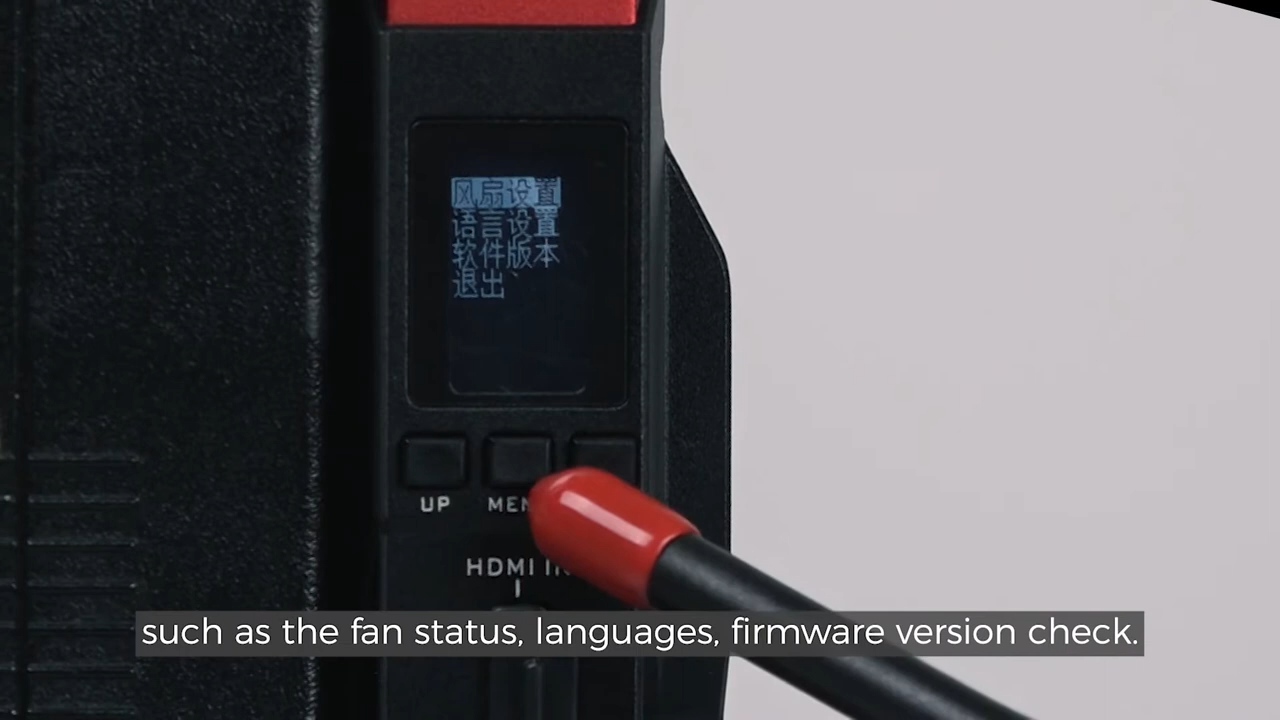 风扇设置
语言设置
软件版本
退出
UP
HDMI
such as the fan status, languages, firmware version check.